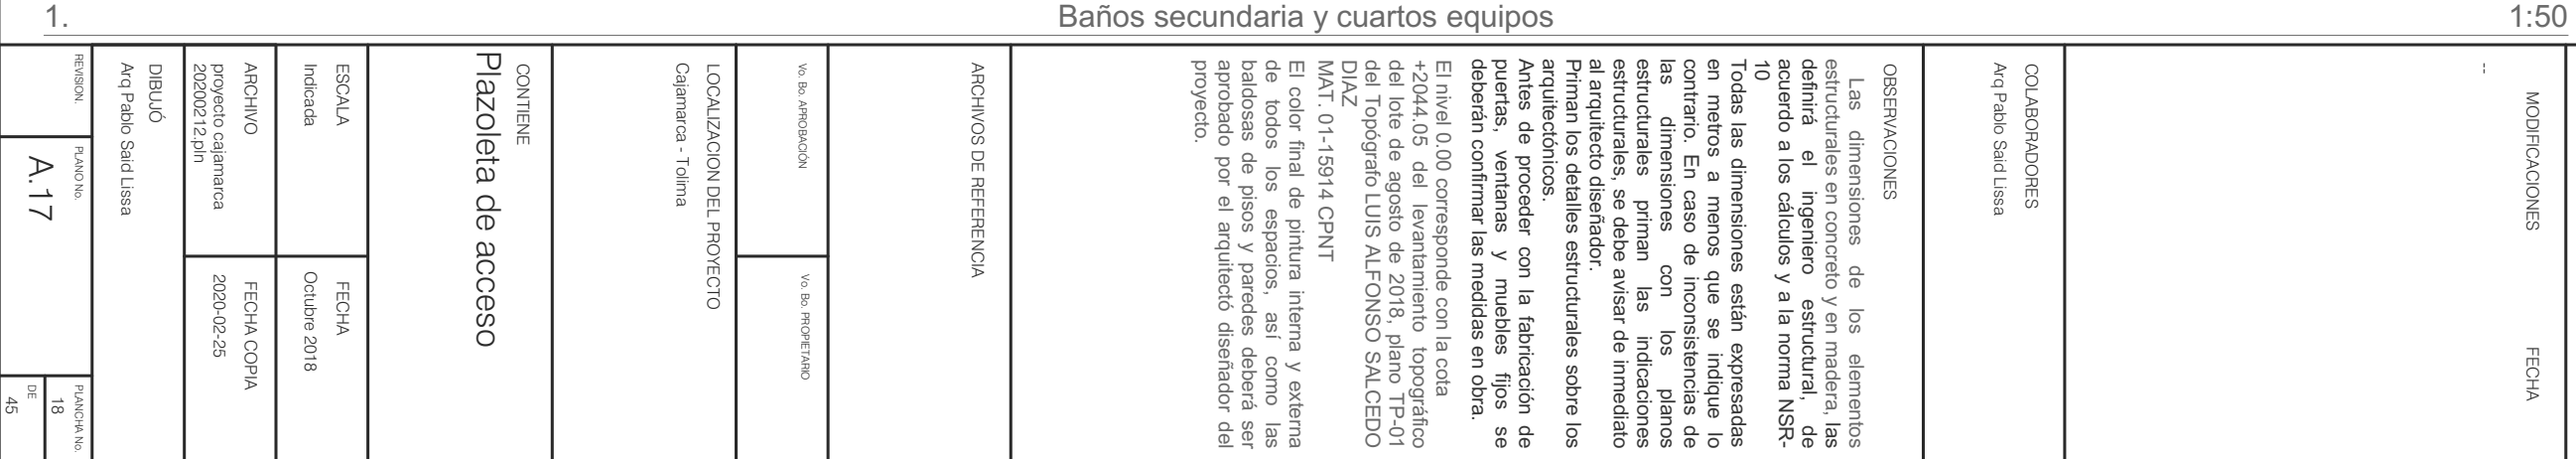 1. Baños secundaria y cuartos equipos 1:50
MODIFICACIONES FECHA
--
COLABORADORES
Arq Pablo Said Lissa
OBSERVACIONES
Las dimensiones de los elementos
estructurales en concreto y en madera, las
definirá el ingeniero estructural, de
acuerdo a los cálculos y a la norma NSR-
10
Todas las dimensiones están expresadas
en metros a menos que se indique lo
contrario. En caso de inconsistencias de
las dimensiones con los planos
estructurales priman las indicaciones
estructurales, se debe avisar de inmediato
al arquitecto diseñador.
Priman los detalles estructurales sobre los
arquitectónicos.
Antes de proceder con la fabricación de
puertas, ventanas y muebles fijos se
deberán confirmar las medidas en obra.
El nivel 0.00 corresponde con la cota
+2044.05 del levantamiento topográfico
del lote de agosto de 2018, plano TP-01
del Topógrafo LUIS ALFONSO SALCEDO
DIAZ
MAT. 01-15914 CPNT
El color final de pintura interna y externa
de todos los espacios, así como las
baldosas de pisos y paredes deberá ser
aprobado por el arquitectó diseñador del
proyecto.
ARCHIVOS DE REFERENCIA
Vo. Bo. APROBACIÓN
Vo. Bo. PROPIETARIO
LOCALIZACION DEL PROYECTO
Cajamarca - Tolima
CONTIENE
Plazoleta de acceso
ESCALA
Indicada
FECHA
Octubre 2018
ARCHIVO
proyecto cajamarca
20200212.pln
FECHA COPIA
2020-02-25
DIBUJÓ
Arq Pablo Said Lissa
REVISION.
PLANO No.
A.17
PLANCHA No.
18
DE
45